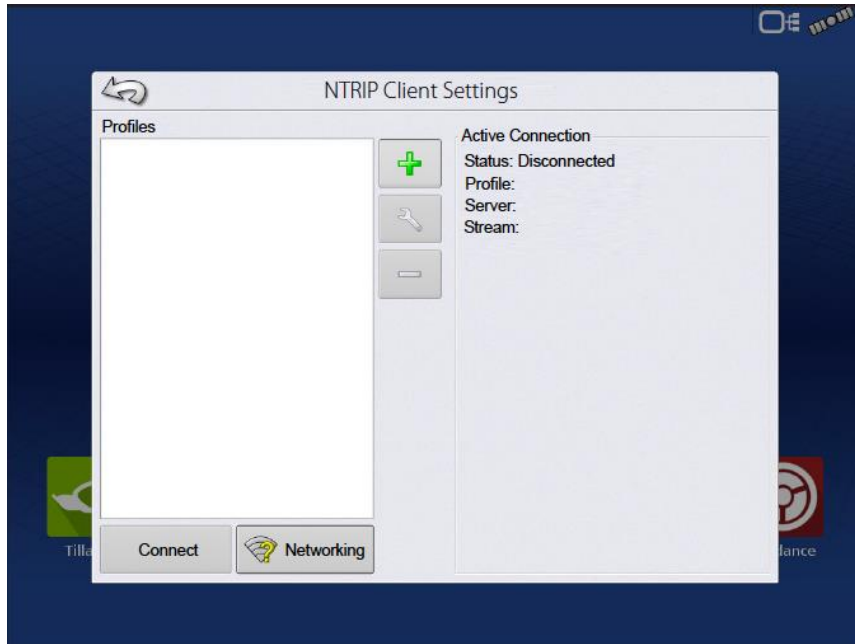 NTRIP Client Settings
Profiles
Active Connection
Status: Disconnected
Profile:
Server:
Stream:
Connect
Networking
Tilla
dance